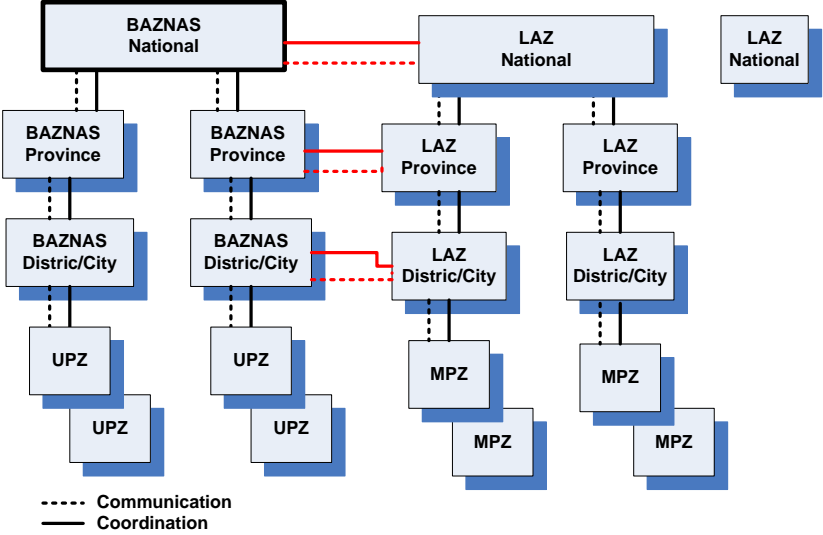 BAZNAS
National
LAZ
National
LAZ
National
BAZNAS
Province
BAZNAS
Province
LAZ
Province
LAZ
Province
BAZNAS
Distric/City
BAZNAS
Distric/City
LAZ
Distric/City
LAZ
District/City
UPZ
UPZ
MPZ
MPZ
UPZ
UPZ
MPZ
MPZ
Communication
Coordination